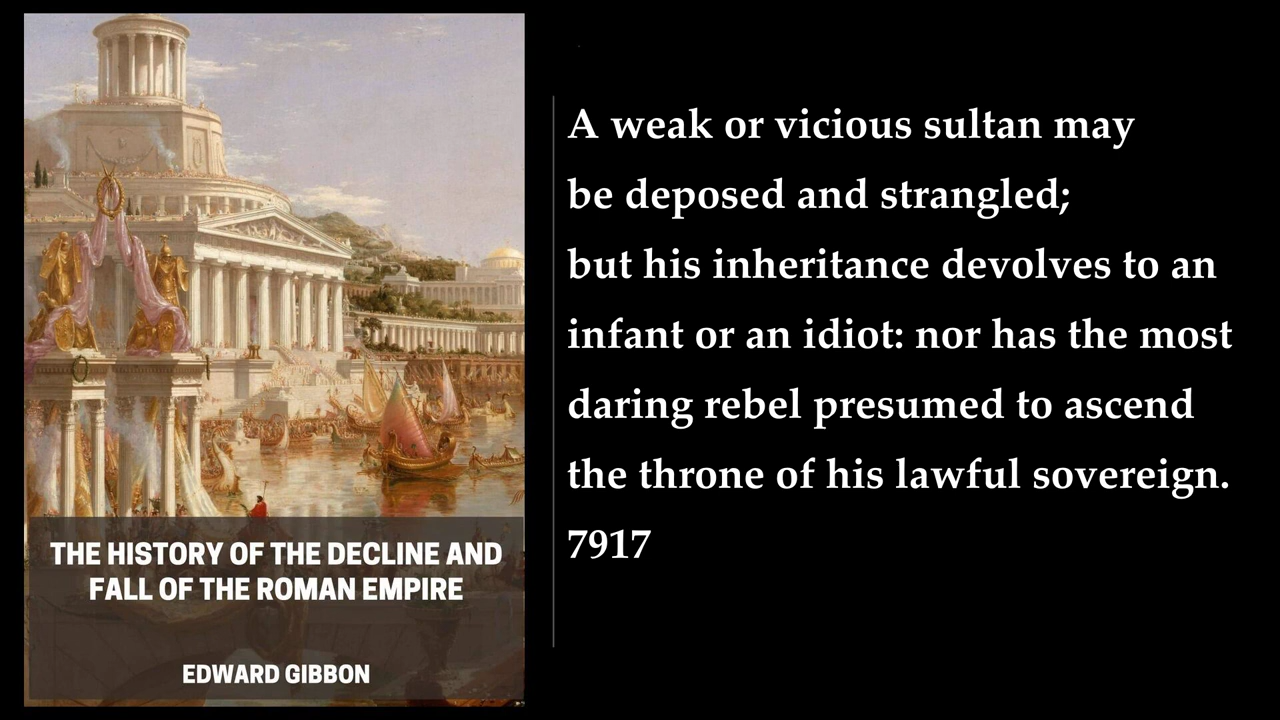 THE HISTORY OF THE DECLINE AND
FALL OF THE ROMAN EMPIRE
EDWARD GIBBON
A weak or vicious sultan may
be deposed and strangled;
but his inheritance devolves to an
infant or an idiot: nor has the most
daring rebel presumed to ascend
the throne of his lawful sovereign.
7917